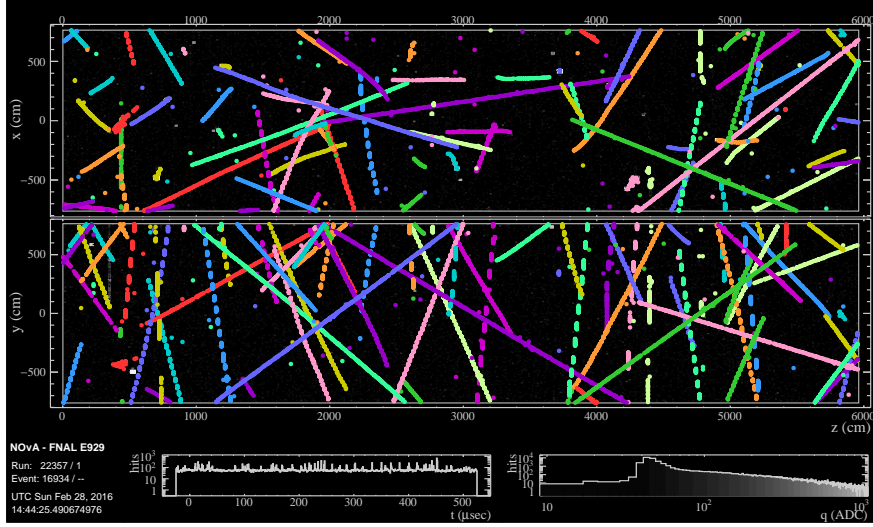 0 1000 2000 3000 4000 5000 6000
x (cm)
500
0
−500
y (cm)
500
0
−500
0 1000 2000 3000 4000 5000 6000
z (cm)
NOvA - FNAL E929
Run: 22357 / 1
Event: 16934 / --
UTC Sun Feb 28, 2016
14:44:25.490674976
hits
10³
10²
10
1
0 100 200 300 400 500
t (μsec)
hits
10⁴
10³
10²
10
1
10 10² 10³
q (ADC)